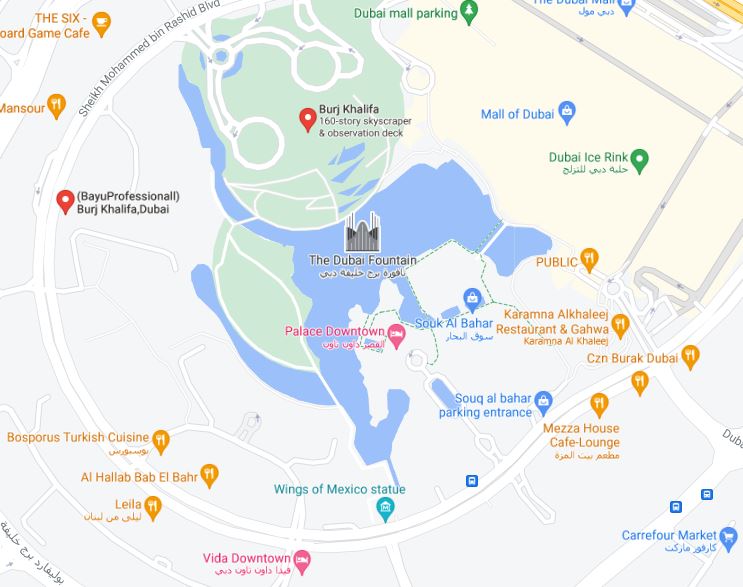 THE SIX -
oard Game Cafe
Dubai mall parking
The Dubai Mall
دبي مول
Sheikh Mohammed bin Rashid Blvd
Mansour
Burj Khalifa
160-story skyscraper
& observation deck
Mall of Dubai
Dubai Ice Rink
حلبة دبي للتزلج
(BayuProfessionall)
Burj Khalifa,Dubai
The Dubai Fountain
نافورة برج خليفة دبي
PUBLIC
Souk Al Bahar
سوق البحار
Karamna Alkhaleej
Restaurant & Gahwa
Karamna Al Khaleej
Palace Downtown
القصر داون تاون
Czn Burak Dubai
Souq al bahar
parking entrance
Mezza House
Cafe-Lounge
مطعم بيت المزة
Duba
Bosporus Turkish Cuisine
بوسبورس
Al Hallab Bab El Bahr
Leila
ليلى من لبنان
Wings of Mexico statue
Carrefour Market
كارفور ماركت
بوليفارد برج خليفة
Vida Downtown
فيدا داون تاون دبي